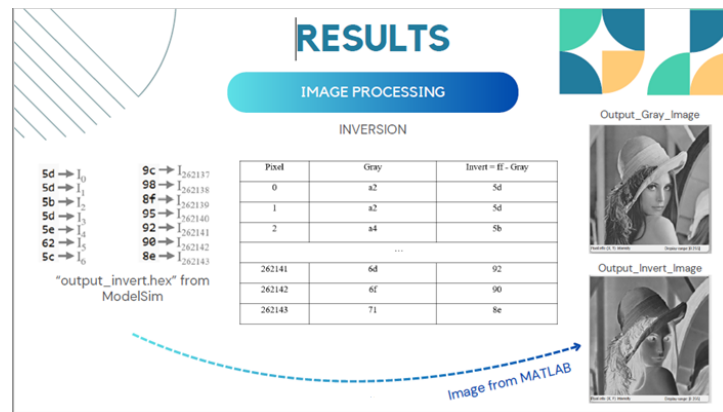 RESULTS
IMAGE PROCESSING
INVERSION
5d → I0
5d → I1
5b → I2
5d → I3
5e → I4
62 → I5
5c → I6
9c → I262137
98 → I262138
8f → I262139
95 → I262140
92 → I262141
90 → I262142
8e → I262143
"output_invert.hex" from
ModelSim
Pixel Gray Invert = ff - Gray
0 a2 5d
1 a2 5d
2 a4 5b
...
262141 6d 92
262142 6f 90
262143 71 8e
Output_Gray_Image
Output_Invert_Image
Image from MATLAB